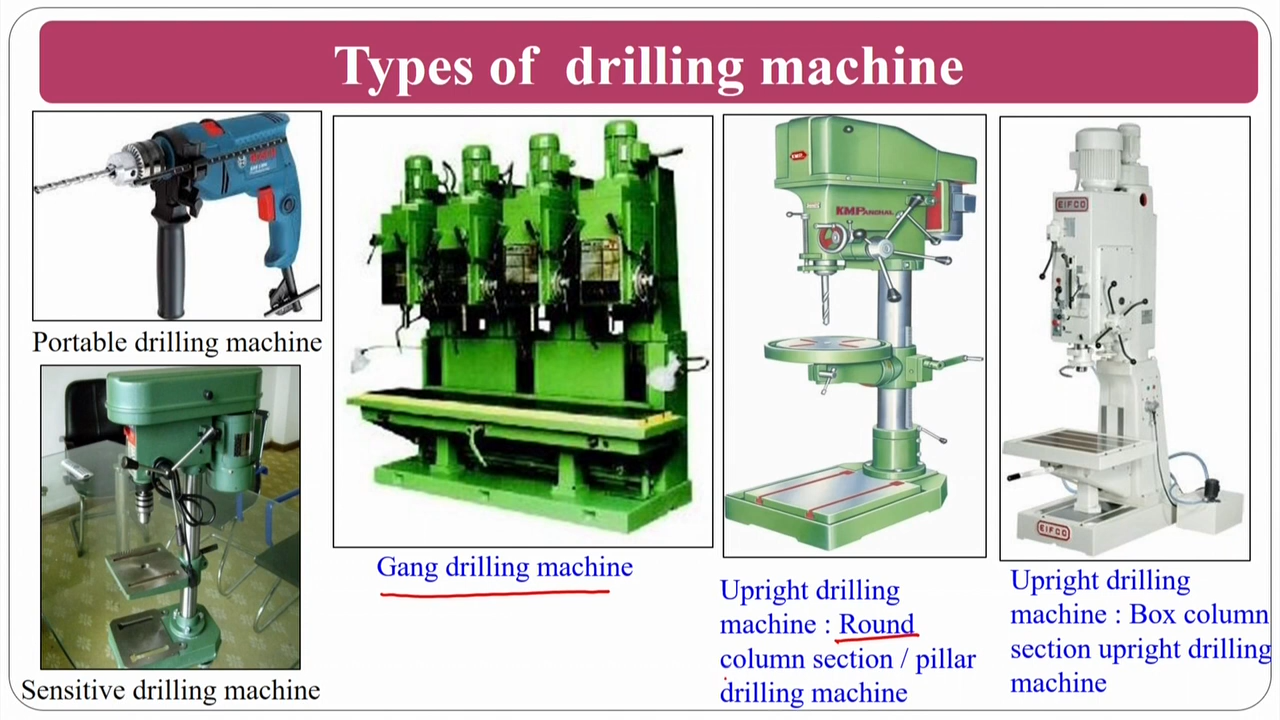 Types of drilling machine
Portable drilling machine
Sensitive drilling machine
Gang drilling machine
KMP
Upright drilling
machine : Round
column section / pillar
drilling machine
EIFCO
EIFCO
Upright drilling
machine : Box column
section upright drilling
machine